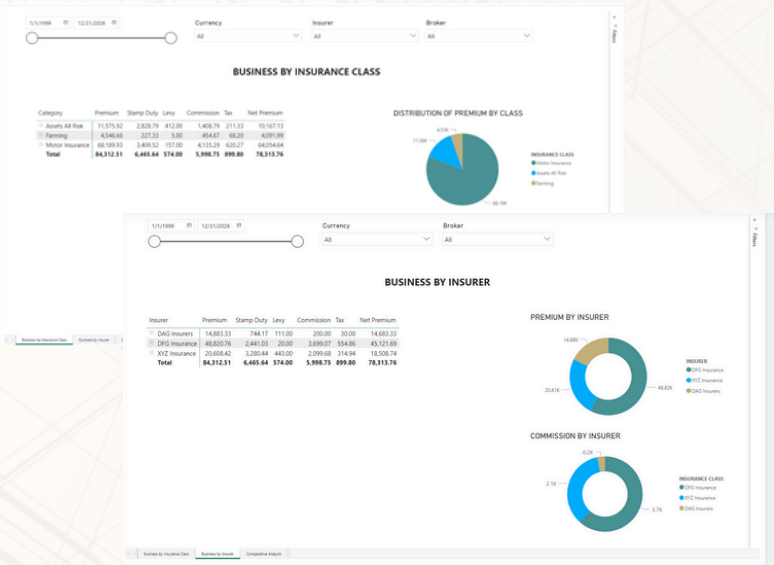 1/1/1999 12/31/2026
Currency Insurer Broker
All All All
Filters
BUSINESS BY INSURANCE CLASS
Category Premium Stamp Duty Levy Commission Tax Net Premium
Assets All Risk 11,575.92 2,828.79 412.00 1,408.79 211.33 10,167.13
Farming 4,546.66 227.33 5.00 454.67 68.20 4,091.99
Motor Insurance 68,189.93 3,409.52 157.00 4,135.29 620.27 64,054.64
Total 84,312.51 6,465.64 574.00 5,998.75 899.80 78,313.76
DISTRIBUTION OF PREMIUM BY CLASS
4.55K
11.58K
68.19K
INSURANCE CLASS
Motor Insurance
Assets All Risk
Farming
Business by Insurance Class Business by Insurer
1/1/1999 12/31/2026
Currency Broker
All All
Filters
BUSINESS BY INSURER
Insurer Premium Stamp Duty Levy Commission Tax Net Premium
DAG Insurers 14,883.33 744.17 111.00 200.00 30.00 14,683.33
DFG Insurance 48,820.76 2,441.03 20.00 3,699.07 554.86 45,121.69
XYZ Insurance 20,608.42 3,280.44 443.00 2,099.68 314.94 18,508.74
Total 84,312.51 6,465.64 574.00 5,998.75 899.80 78,313.76
PREMIUM BY INSURER
14.88K
20.61K
48.82K
INSURER
DFG Insurance
XYZ Insurance
DAG Insurers
COMMISSION BY INSURER
0.2K
2.1K
3.7K
INSURANCE CLASS
DFG Insurance
XYZ Insurance
DAG Insurers
Business by Insurance Class Business by Insurer Comparative Analysis